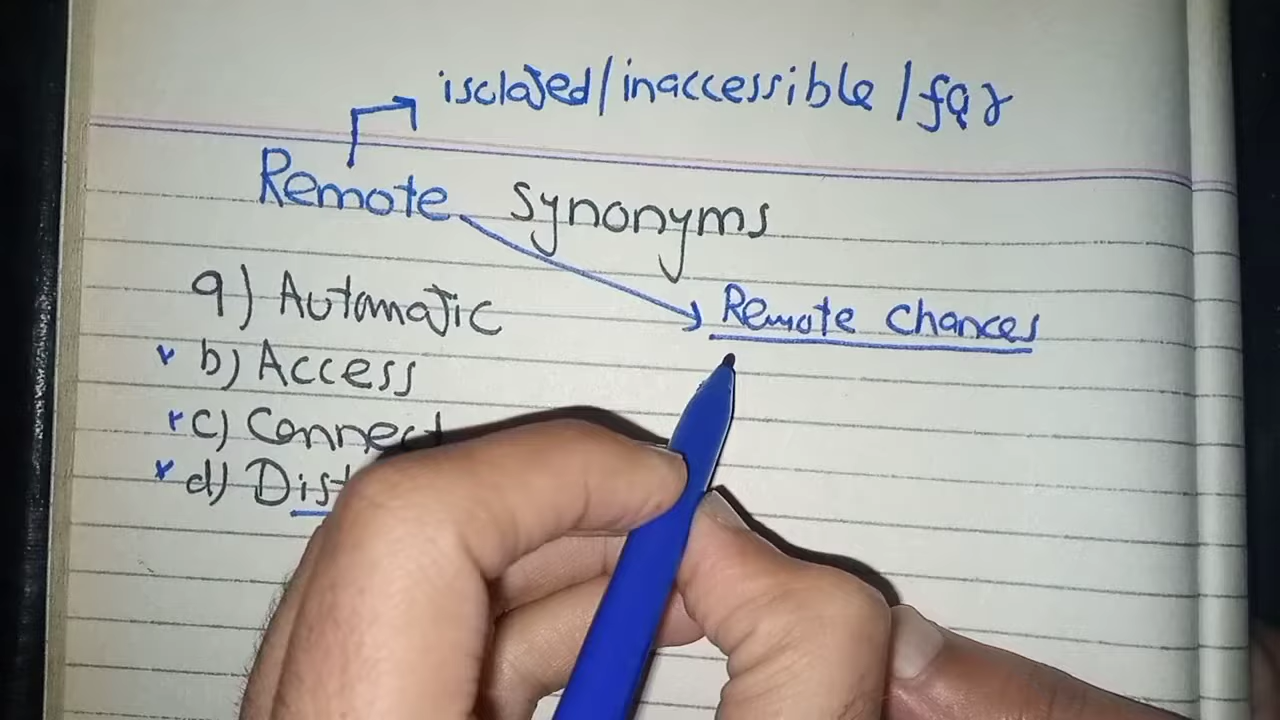 isolated/inaccessible/far
Remote synonyms
a) Automatic
Remote chances
b) Access
c) Connect
d) Dist